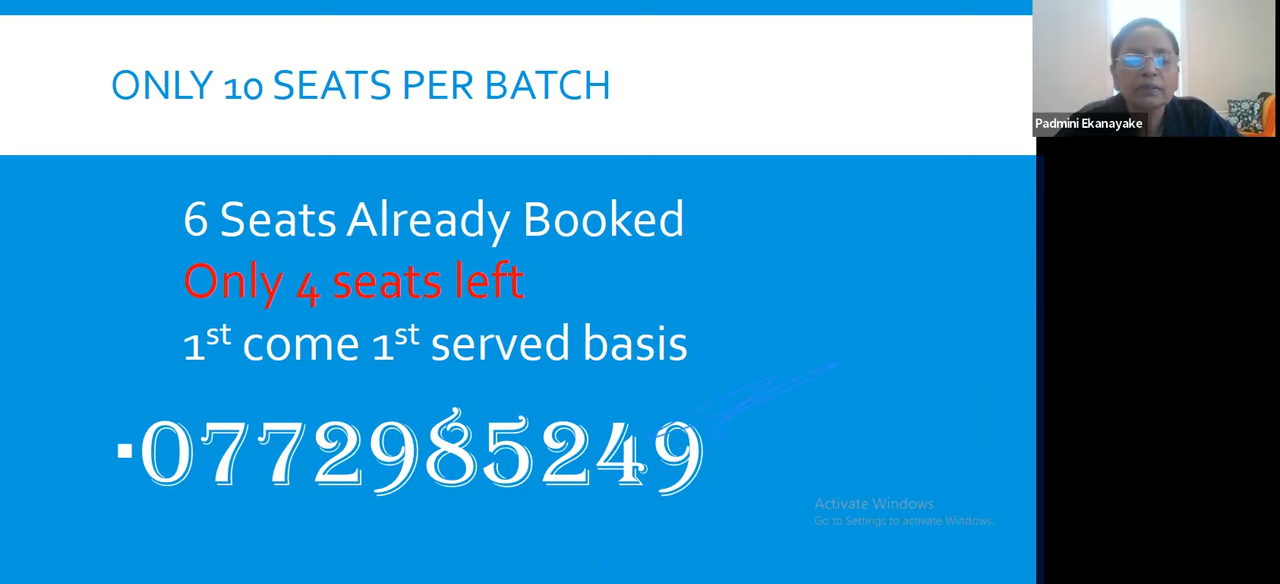 ONLY 10 SEATS PER BATCH
Padmini Ekanayake
6 Seats Already Booked
Only 4 seats left
1st come 1st served basis
▪0772985249
Activate Windows
Go to Settings to activate Windows.